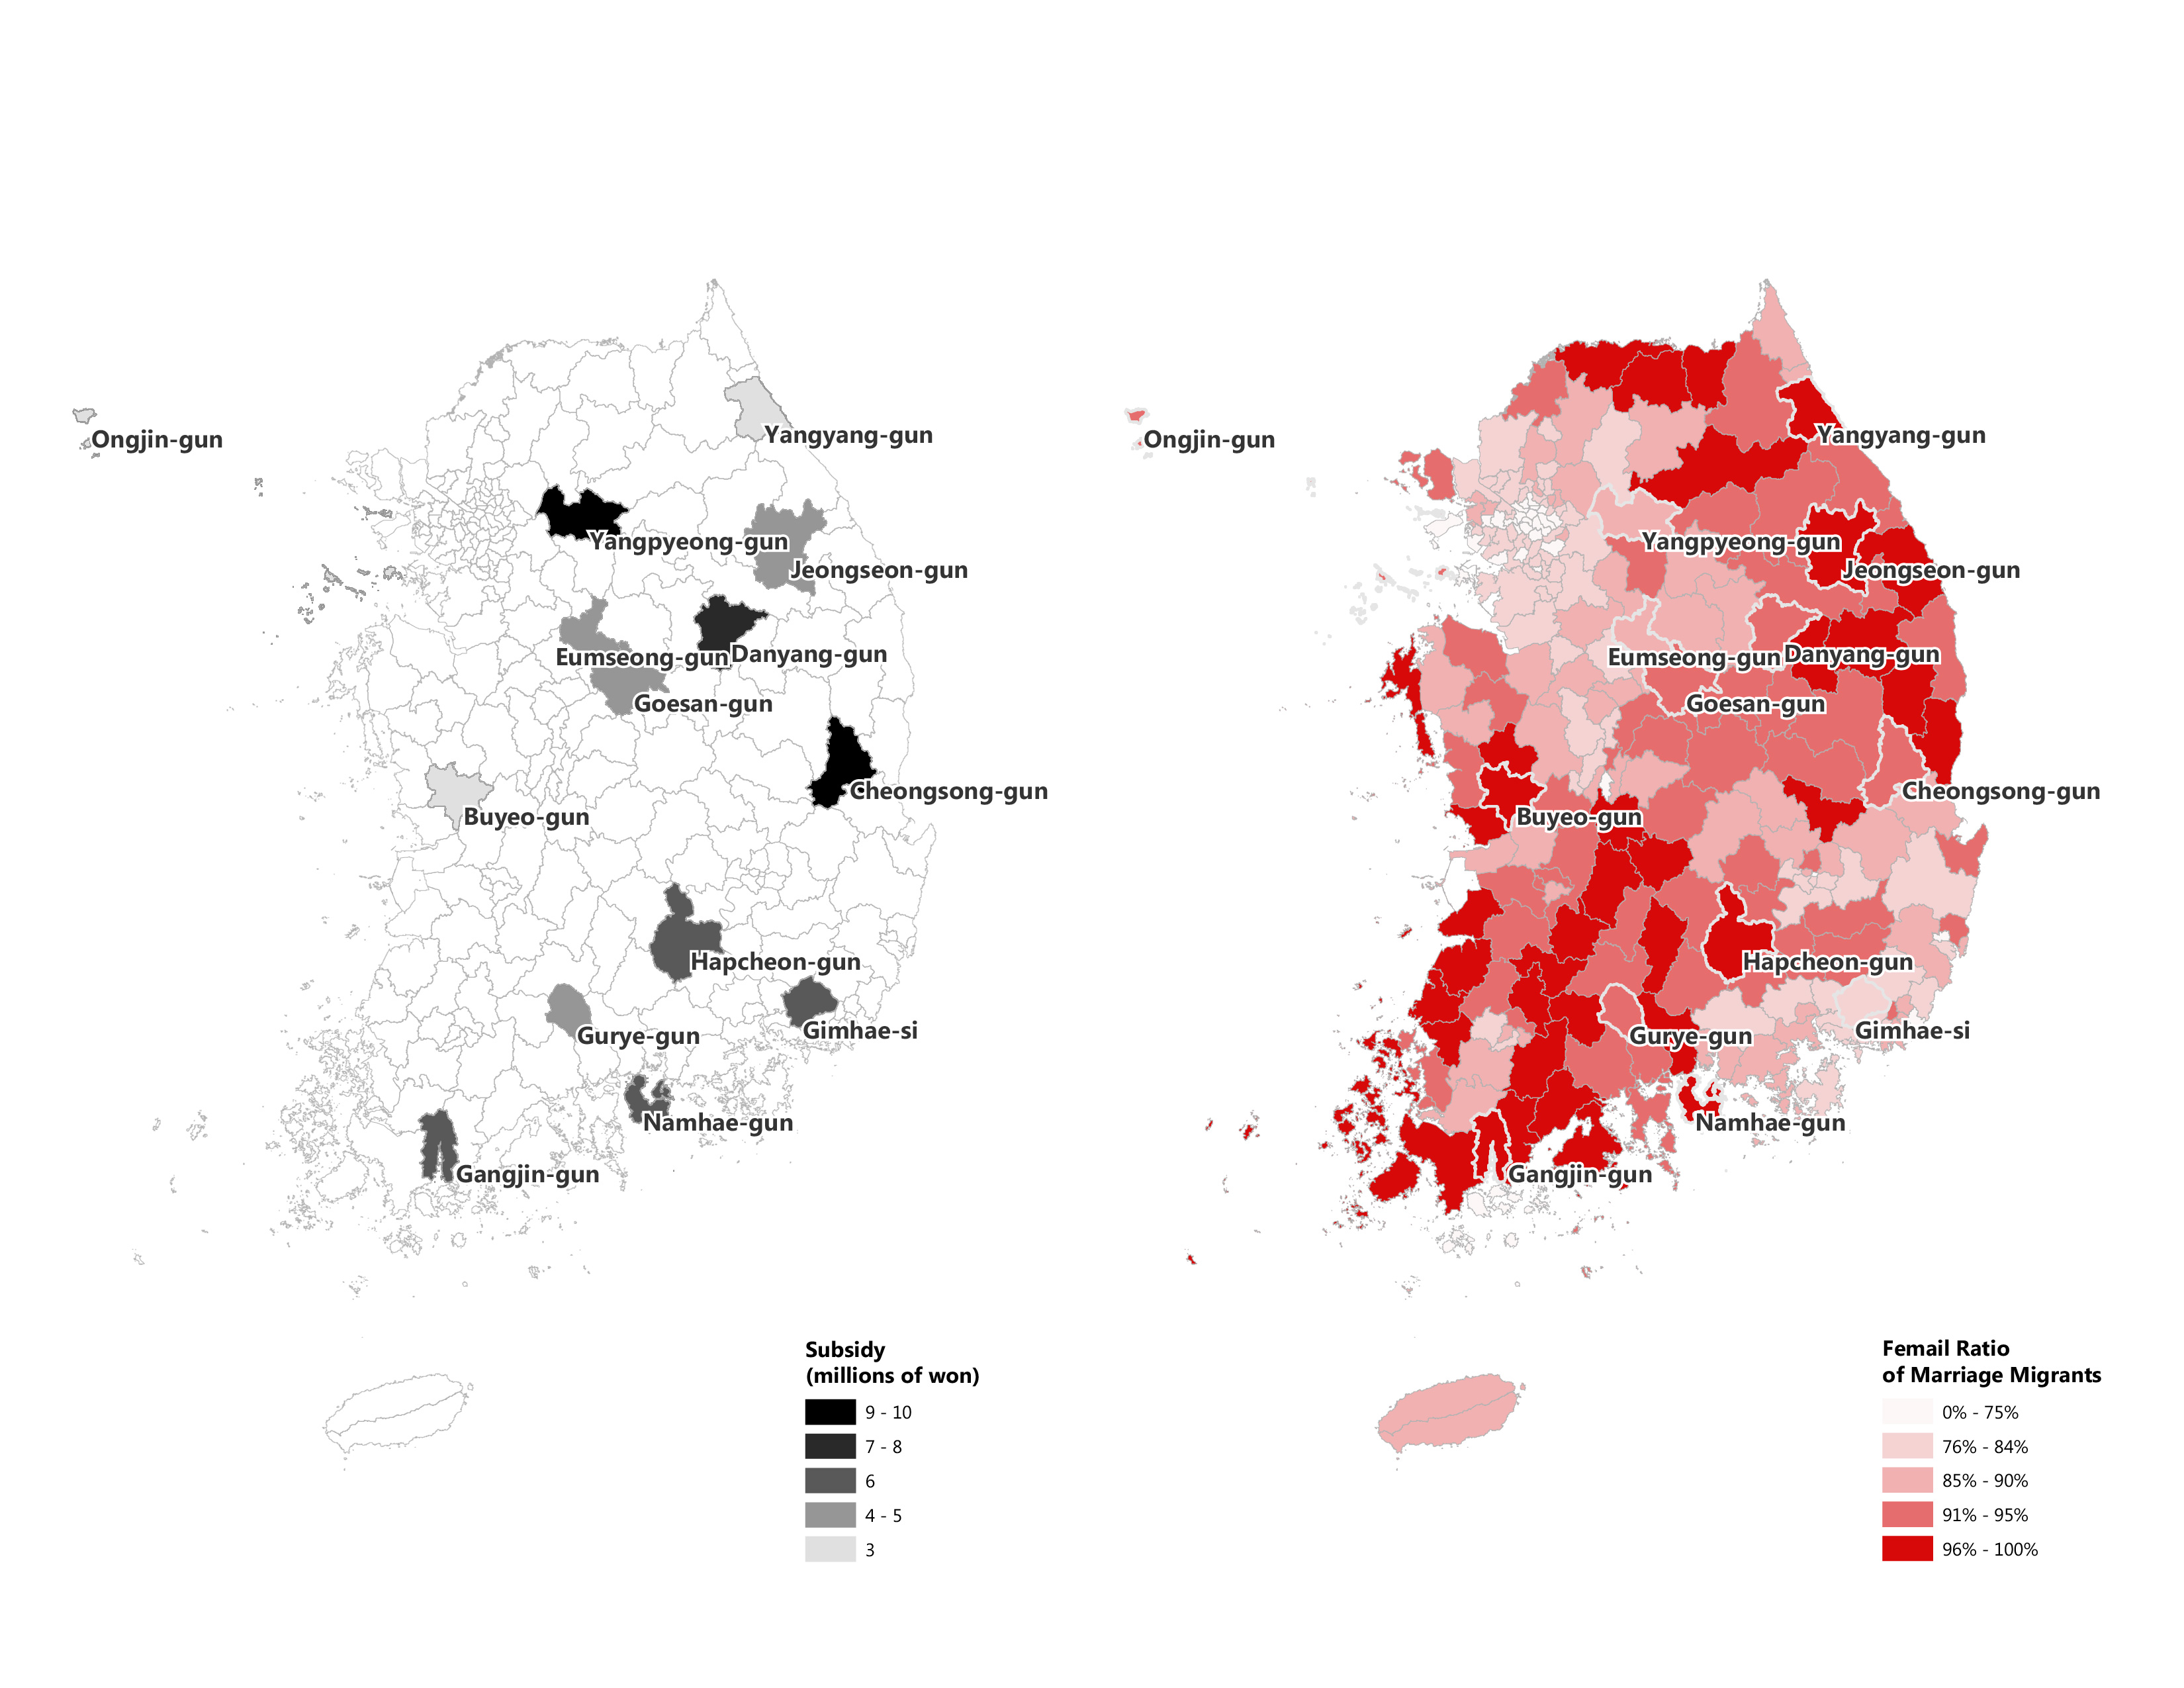 Ongjin-gun
Yangyang-gun
Yangpyeong-gun
Jeongseon-gun
Eumseong-gun
Danyang-gun
Goesan-gun
Cheongsong-gun
Buyeo-gun
Hapcheon-gun
Gimhae-si
Gurye-gun
Namhae-gun
Gangjin-gun
Subsidy
(millions of won)
9 - 10
7 - 8
6
4 - 5
3
Ongjin-gun
Yangyang-gun
Yangpyeong-gun
Jeongseon-gun
Eumseong-gun
Danyang-gun
Goesan-gun
Cheongsong-gun
Buyeo-gun
Hapcheon-gun
Gimhae-si
Gurye-gun
Namhae-gun
Gangjin-gun
Femail Ratio
of Marriage Migrants
0% - 75%
76% - 84%
85% - 90%
91% - 95%
96% - 100%